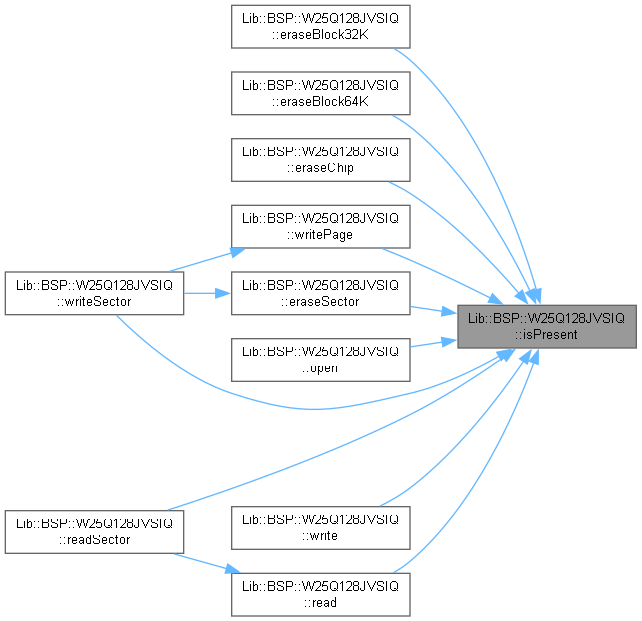 Lib::BSP::W25Q128JVSIQ
::eraseBlock32K
Lib::BSP::W25Q128JVSIQ
::eraseBlock64K
Lib::BSP::W25Q128JVSIQ
::eraseChip
Lib::BSP::W25Q128JVSIQ
::writePage
Lib::BSP::W25Q128JVSIQ
::writeSector
Lib::BSP::W25Q128JVSIQ
::eraseSector
Lib::BSP::W25Q128JVSIQ
::isPresent
Lib::BSP::W25Q128JVSIQ
::open
Lib::BSP::W25Q128JVSIQ
::readSector
Lib::BSP::W25Q128JVSIQ
::write
Lib::BSP::W25Q128JVSIQ
::read